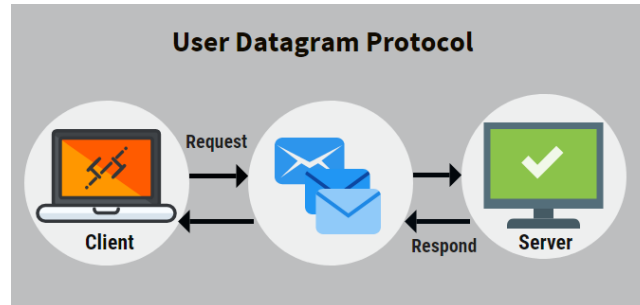 User Datagram Protocol
Request
Client
Respond
Server